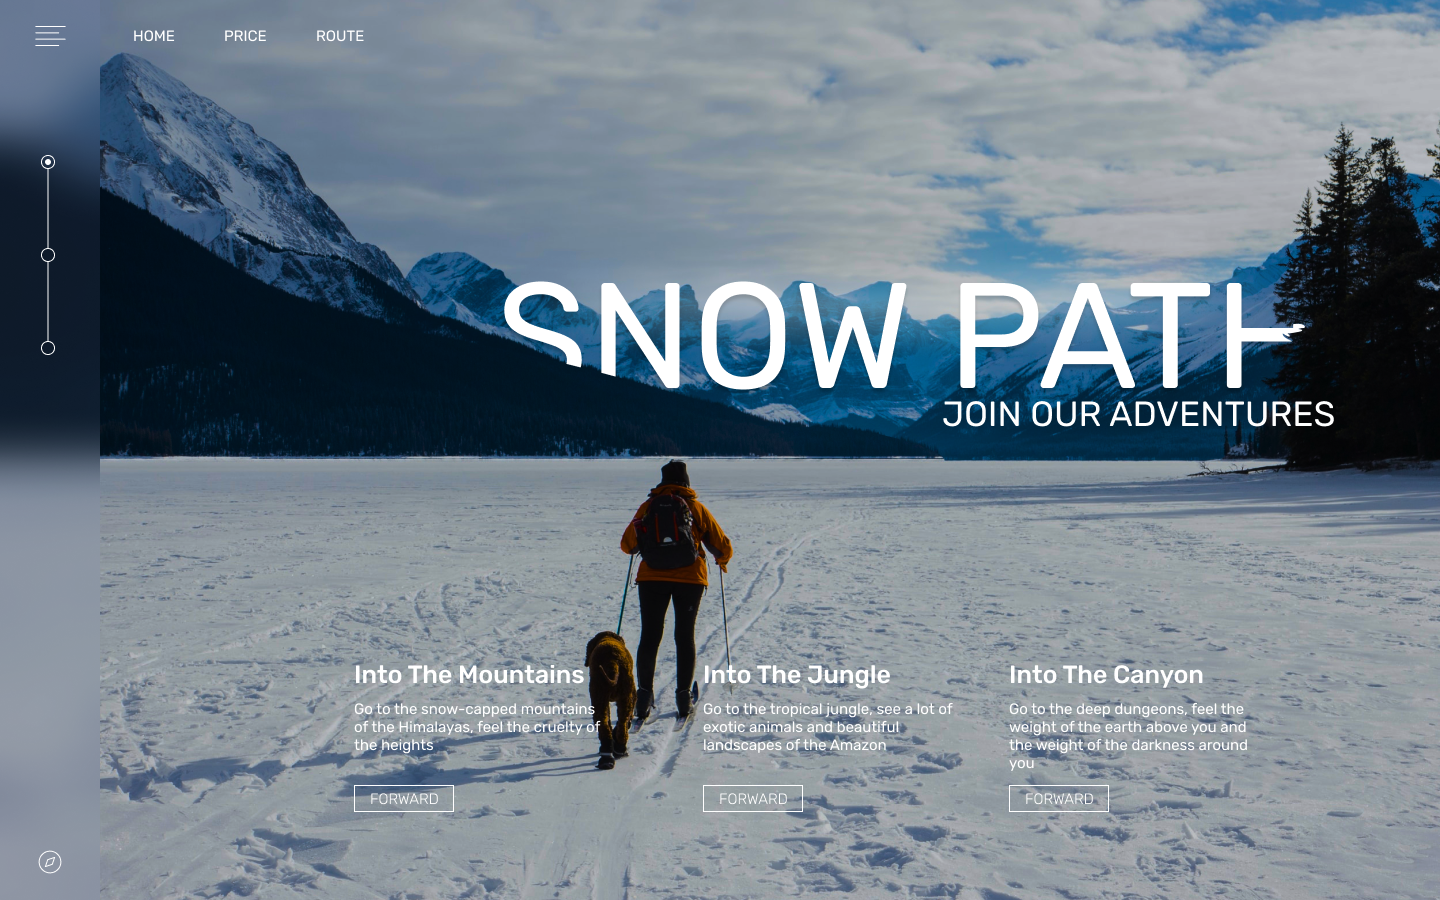 HOME PRICE ROUTE
SNOW PATH
JOIN OUR ADVENTURES
Into The Mountains
Go to the snow-capped mountains
of the Himalayas, feel the cruelty of
the heights
FORWARD
Into The Jungle
Go to the tropical jungle, see a lot of
exotic animals and beautiful
landscapes of the Amazon
FORWARD
Into The Canyon
Go to the deep dungeons, feel the
weight of the earth above you and
the weight of the darkness around
you
FORWARD